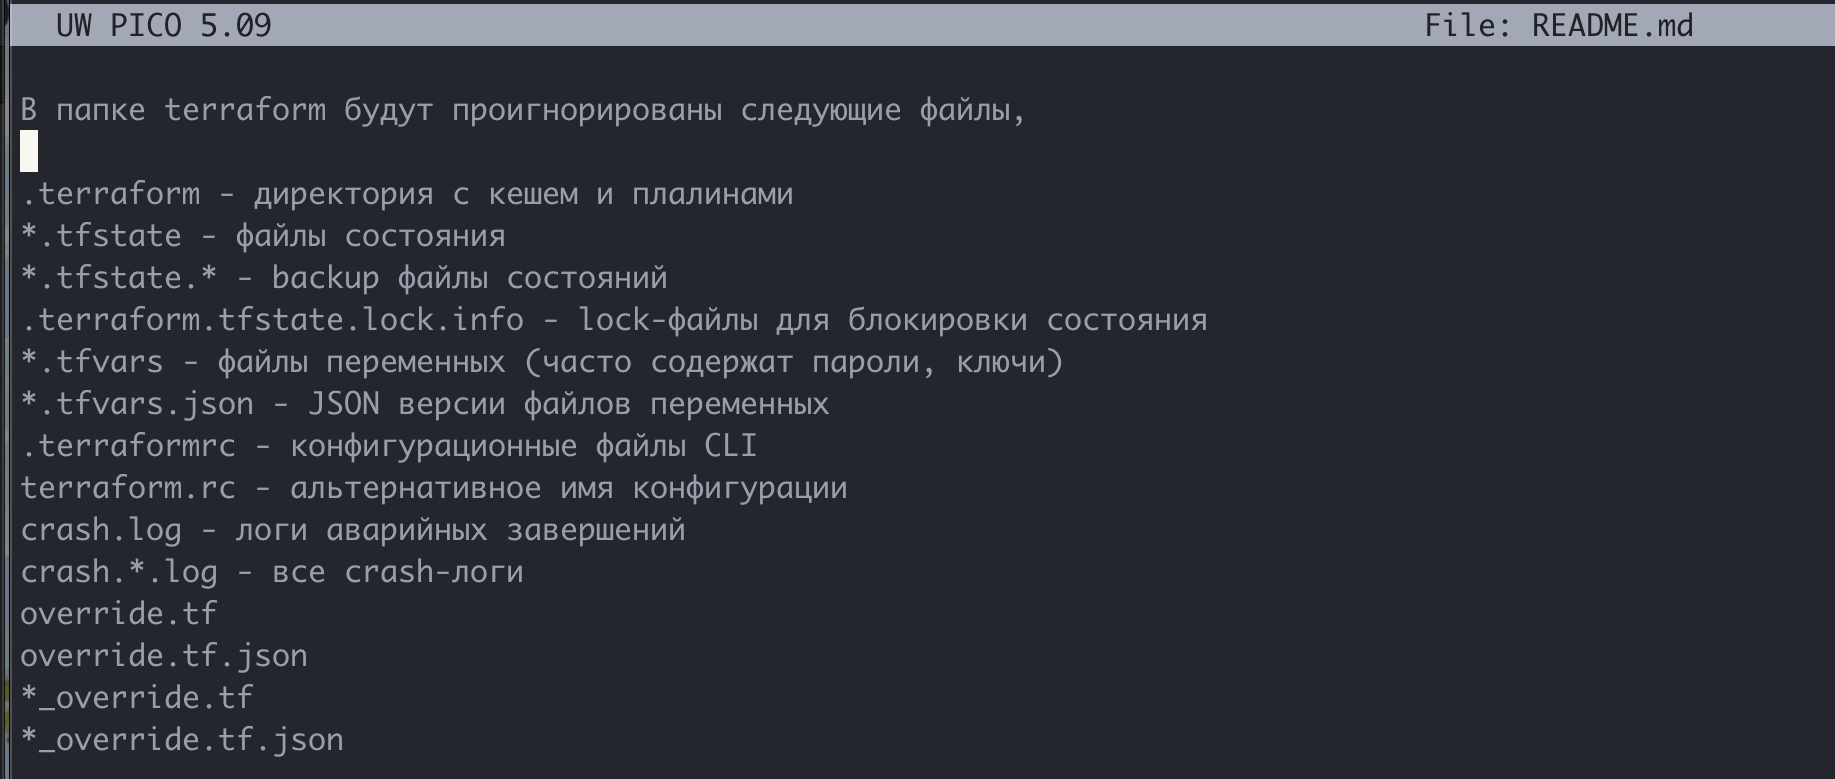 UW PICO 5.09 File: README.md
В папке terraform будут проигнорированы следующие файлы,
.terraform - директория с кешем и плалинами
*.tfstate - файлы состояния
*.tfstate.* - backup файлы состояний
.terraform.tfstate.lock.info - lock-файлы для блокировки состояния
*.tfvars - файлы переменных (часто содержат пароли, ключи)
*.tfvars.json - JSON версии файлов переменных
.terraformrc - конфигурационные файлы CLI
terraform.rc - альтернативное имя конфигурации
crash.log - логи аварийных завершений
crash.*.log - все crash-логи
override.tf
override.tf.json
*_override.tf
*_override.tf.json